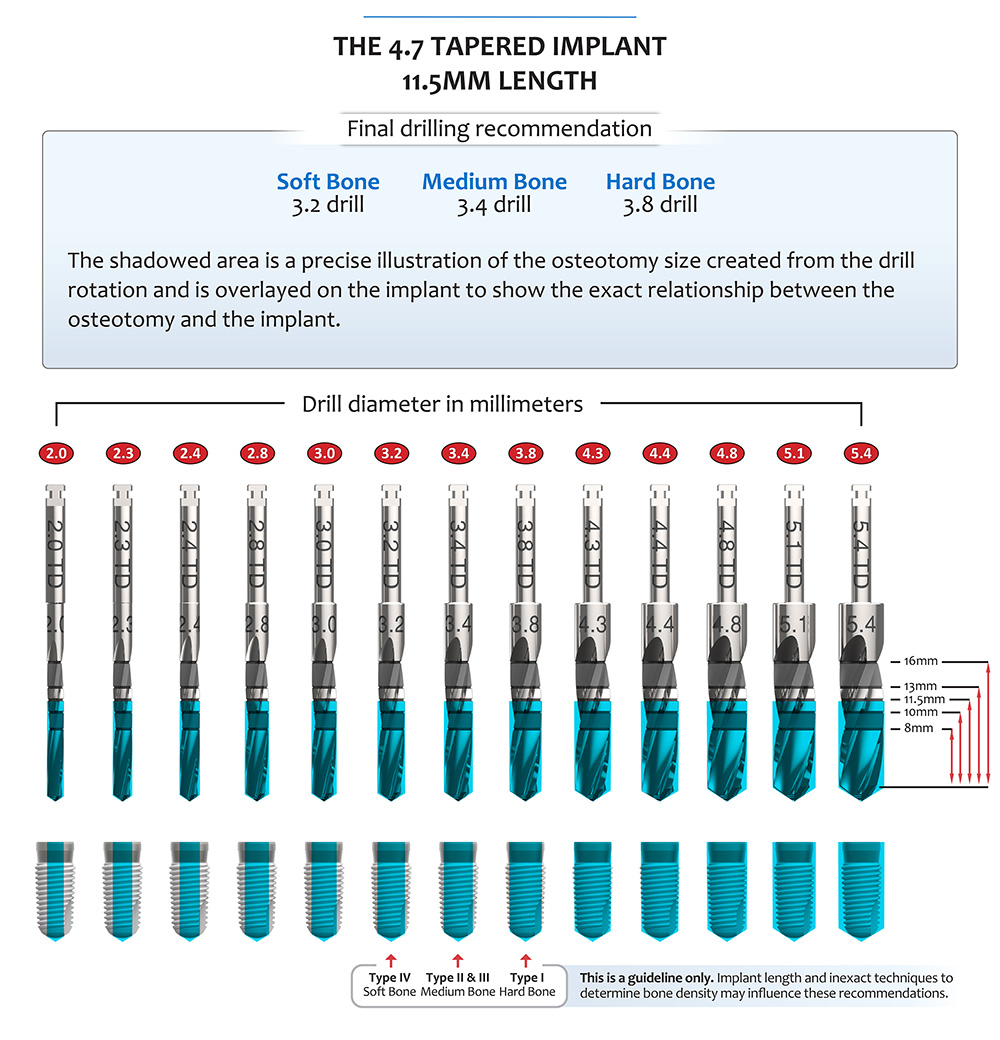 THE 4.7 TAPERED IMPLANT
11.5MM LENGTH
Final drilling recommendation
Soft Bone Medium Bone Hard Bone
3.2 drill 3.4 drill 3.8 drill
The shadowed area is a precise illustration of the osteotomy size created from the drill
rotation and is overlayed on the implant to show the exact relationship between the
osteotomy and the implant.
Drill diameter in millimeters
2.0 2.3 2.4 2.8 3.0 3.2 3.4 3.8 4.3 4.4 4.8 5.1 5.4
2.0 TD 2.3 TD 2.4 TD 2.8 TD 3.0 TD 3.2 TD 3.4 TD 3.8 TD 4.3 TD 4.4 TD 4.8 TD 5.1 TD 5.4 TD
2.0 2.3 2.4 2.8 3.0 3.2 3.4 3.8 4.3 4.4 4.8 5.1 5.4
16mm
13mm
11.5mm
10mm
8mm
Type IV Type II & III Type I
Soft Bone Medium Bone Hard Bone
This is a guideline only. Implant length and inexact techniques to
determine bone density may influence these recommendations.